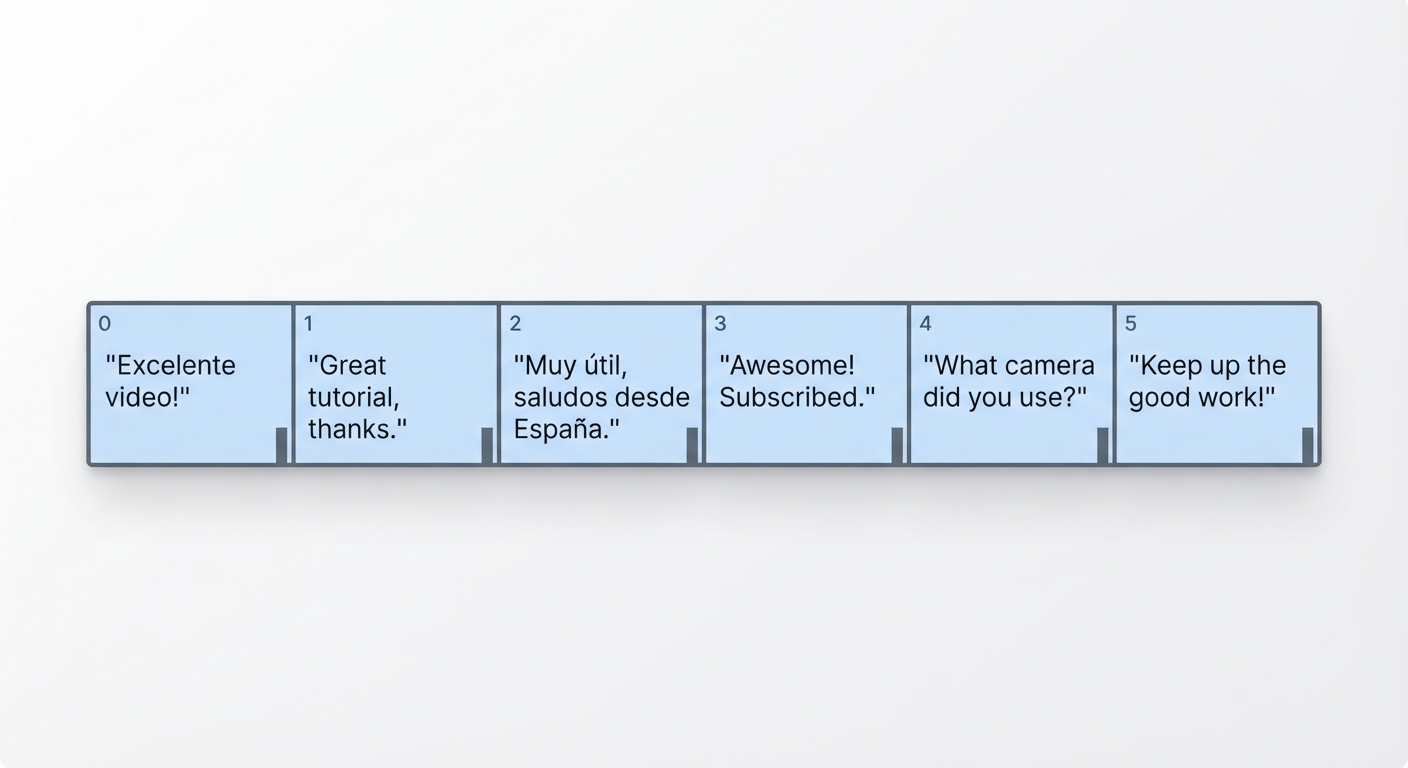 0
"Excelente
video!"
1
"Great
tutorial,
thanks."
2
"Muy útil,
saludos desde
España."
3
"Awesome!
Subscribed."
4
"What camera
did you use?"
5
"Keep up the
good work!"